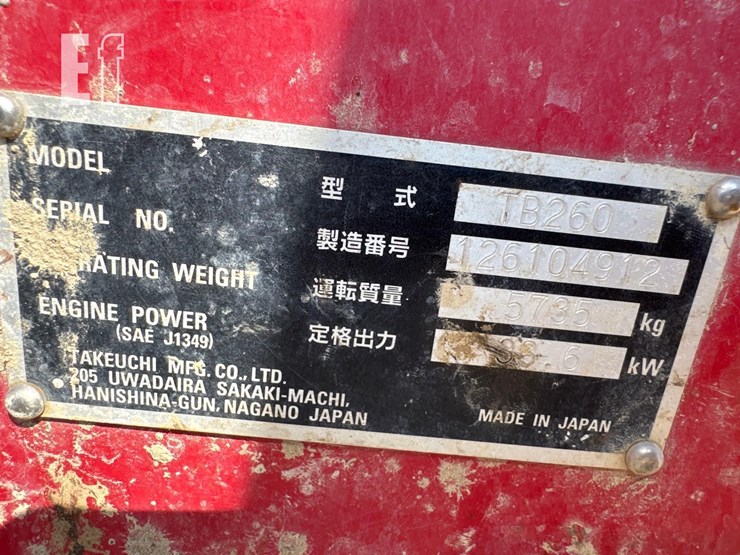 Ef
MODEL 型 式 TB260
SERIAL NO. 製造番号 126104912
OPERATING WEIGHT 運転質量 5735 kg
ENGINE POWER 定格出力 kW
(SAE J1349)
TAKEUCHI MFG. CO., LTD.
205 UWADAIRA SAKAKI-MACHI,
HANISHINA-GUN, NAGANO JAPAN
MADE IN JAPAN